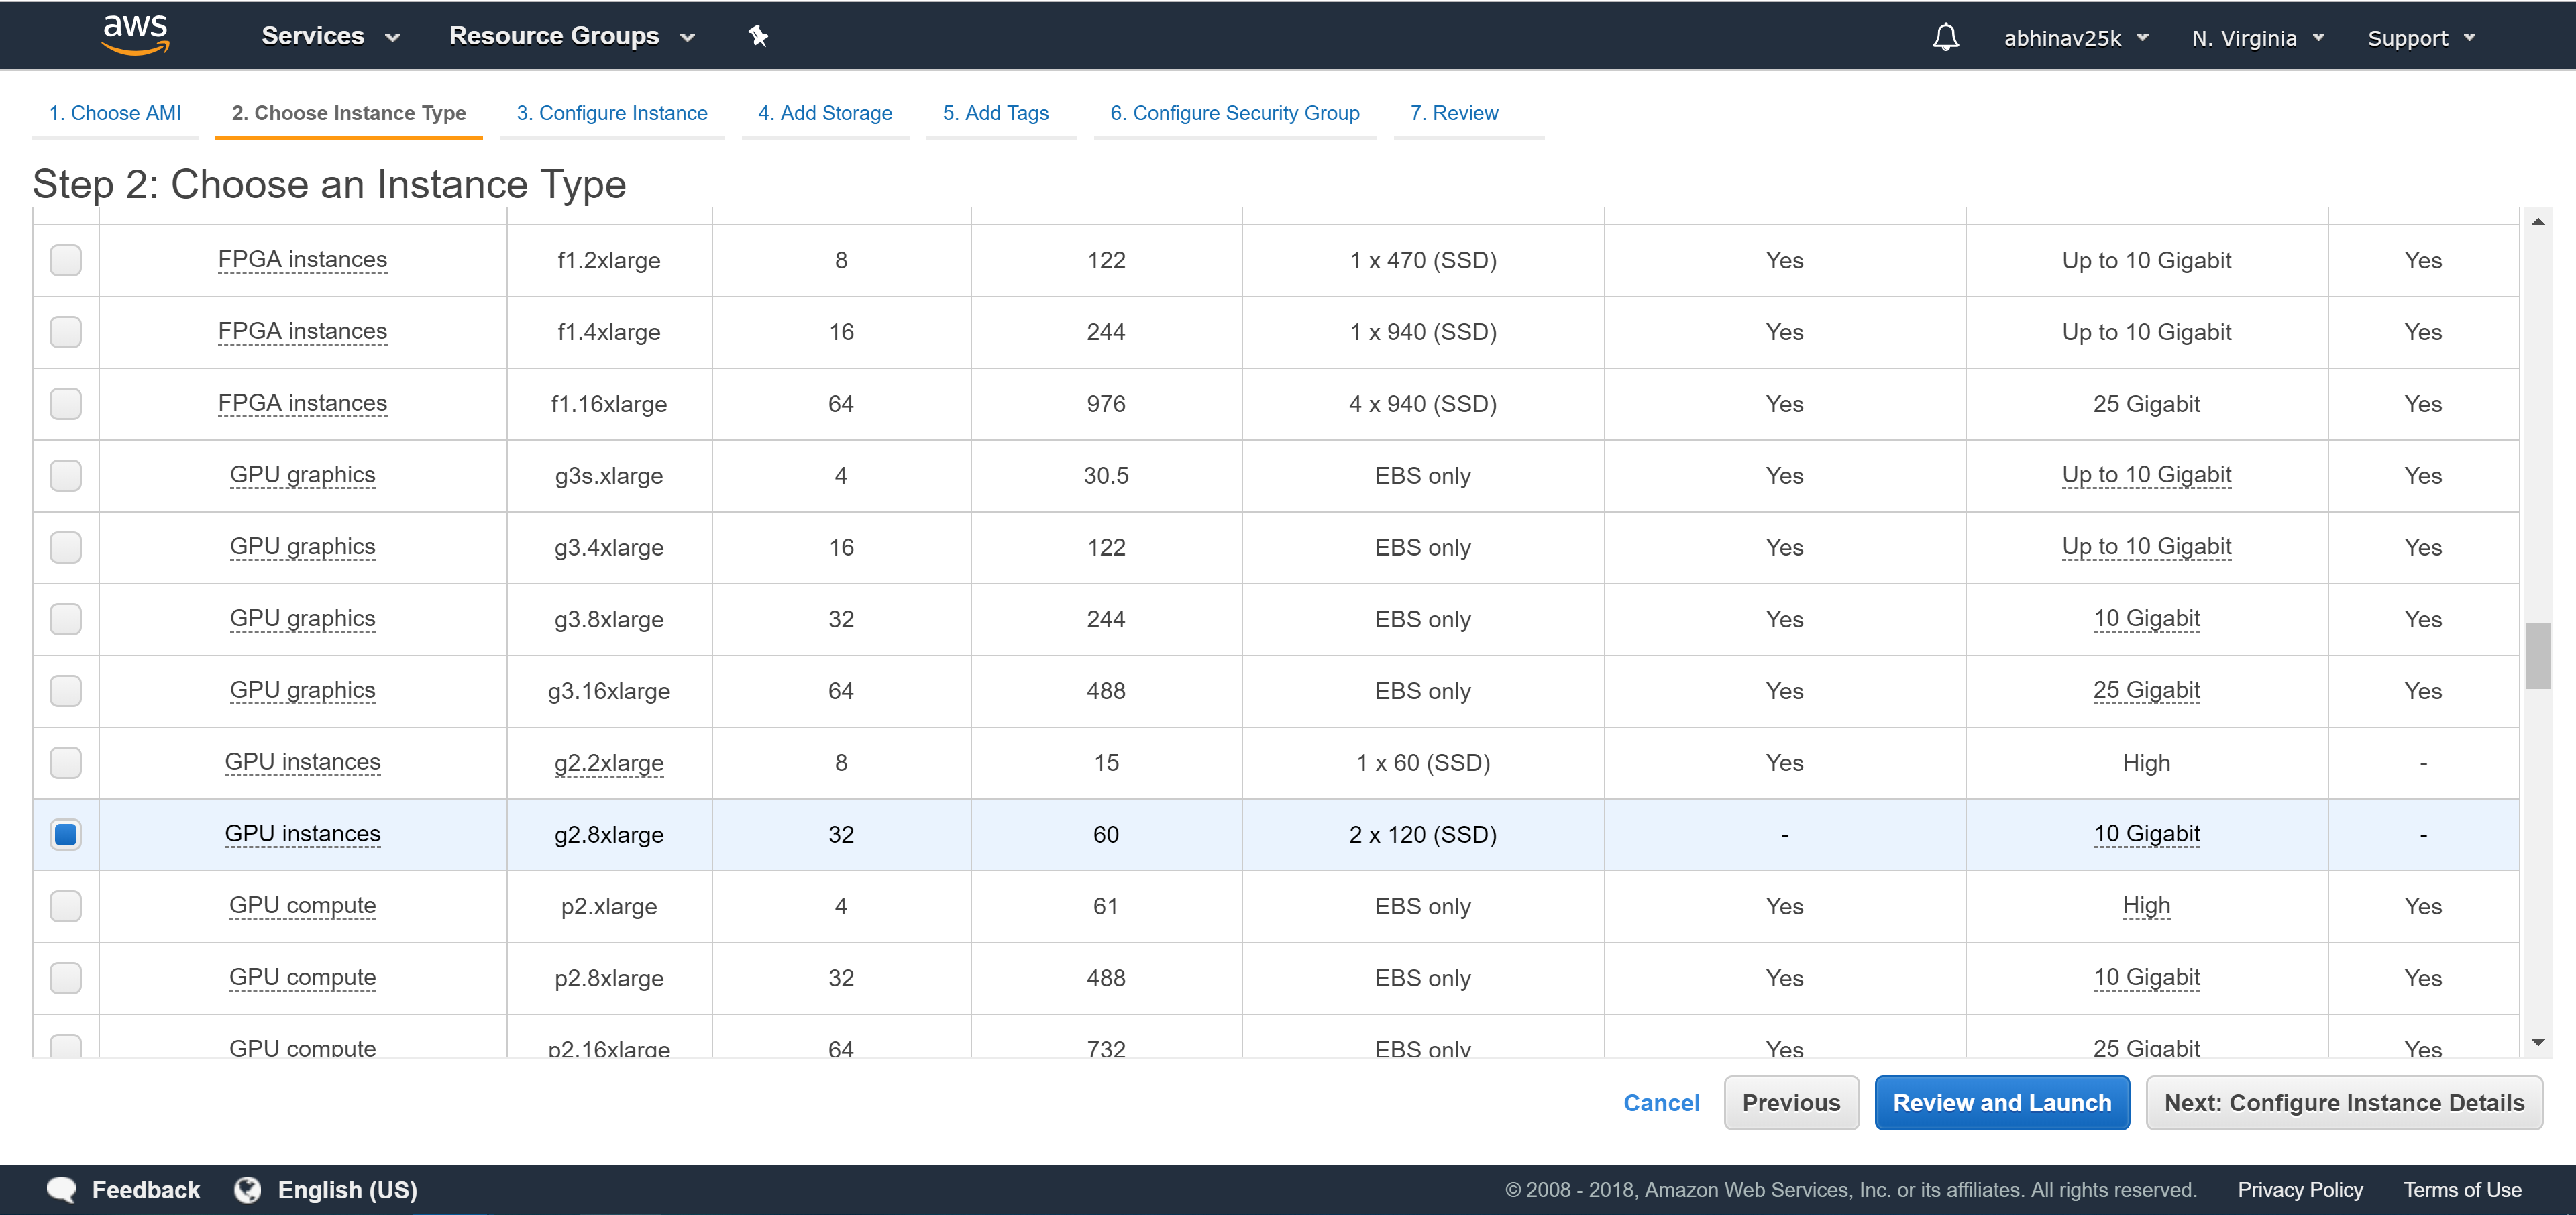 aws Services Resource Groups abhinav25k N. Virginia Support
1. Choose AMI 2. Choose Instance Type 3. Configure Instance 4. Add Storage 5. Add Tags 6. Configure Security Group 7. Review
Step 2: Choose an Instance Type
FPGA instances f1.2xlarge 8 122 1 x 470 (SSD) Yes Up to 10 Gigabit Yes
FPGA instances f1.4xlarge 16 244 1 x 940 (SSD) Yes Up to 10 Gigabit Yes
FPGA instances f1.16xlarge 64 976 4 x 940 (SSD) Yes 25 Gigabit Yes
GPU graphics g3s.xlarge 4 30.5 EBS only Yes Up to 10 Gigabit Yes
GPU graphics g3.4xlarge 16 122 EBS only Yes Up to 10 Gigabit Yes
GPU graphics g3.8xlarge 32 244 EBS only Yes 10 Gigabit Yes
GPU graphics g3.16xlarge 64 488 EBS only Yes 25 Gigabit Yes
GPU instances g2.2xlarge 8 15 1 x 60 (SSD) Yes High -
GPU instances g2.8xlarge 32 60 2 x 120 (SSD) - 10 Gigabit -
GPU compute p2.xlarge 4 61 EBS only Yes High Yes
GPU compute p2.8xlarge 32 488 EBS only Yes 10 Gigabit Yes
GPU compute p2.16xlarge 64 732 EBS only Yes 25 Gigabit Yes
Cancel Previous Review and Launch Next: Configure Instance Details
Feedback English (US) © 2008 - 2018, Amazon Web Services, Inc. or its affiliates. All rights reserved. Privacy Policy Terms of Use